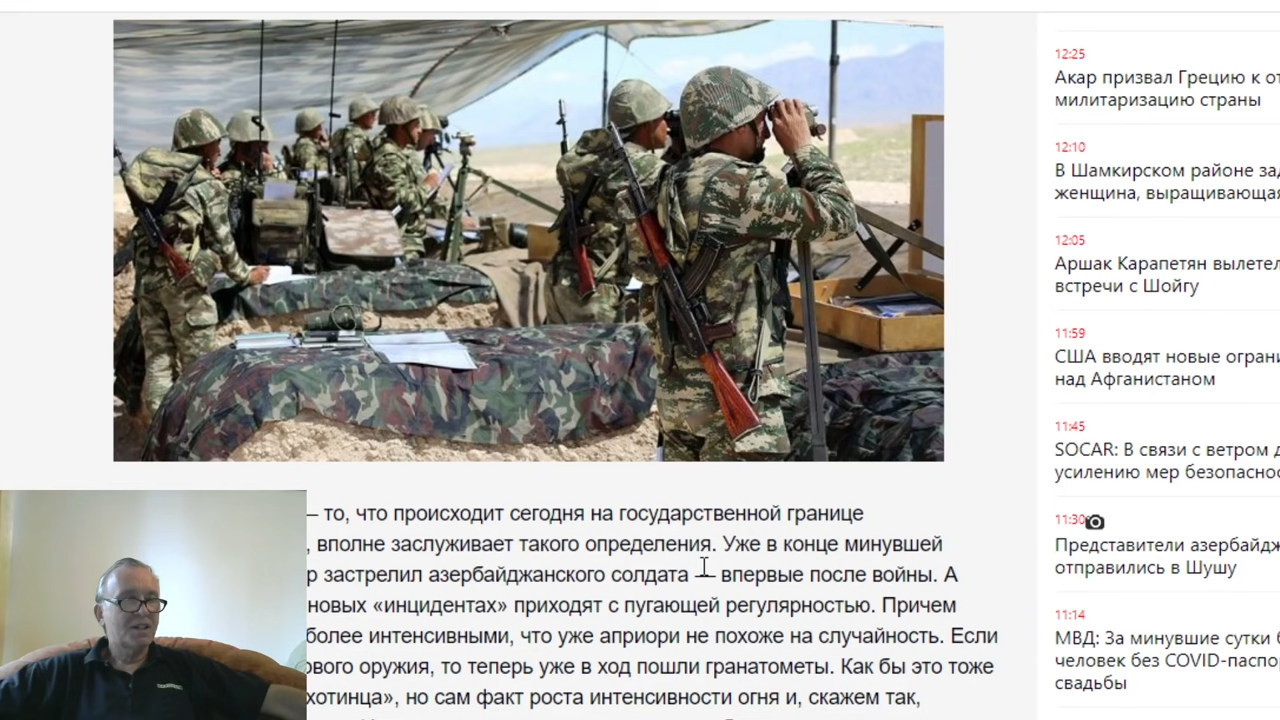 – то, что происходит сегодня на государственной границе
, вполне заслуживает такого определения. Уже в конце минувшей
р застрелил азербайджанского солдата — впервые после войны. А
новых «инцидентах» приходят с пугающей регулярностью. Причем
более интенсивными, что уже априори не похоже на случайность. Если
ового оружия, то теперь уже в ход пошли гранатометы. Как бы это тоже
хотинца», но сам факт роста интенсивности огня и, скажем так,
12:25
Акар призвал Грецию к от
милитаризацию страны
12:10
В Шамкирском районе зад
женщина, выращивающая
12:05
Аршак Карапетян вылетел
встречи с Шойгу
11:59
США вводят новые ограни
над Афганистаном
11:45
SOCAR: В связи с ветром д
усилению мер безопаснос
11:30
Представители азербайдж
отправились в Шушу
11:14
МВД: За минувшие сутки б
человек без COVID-паспо
свадьбы